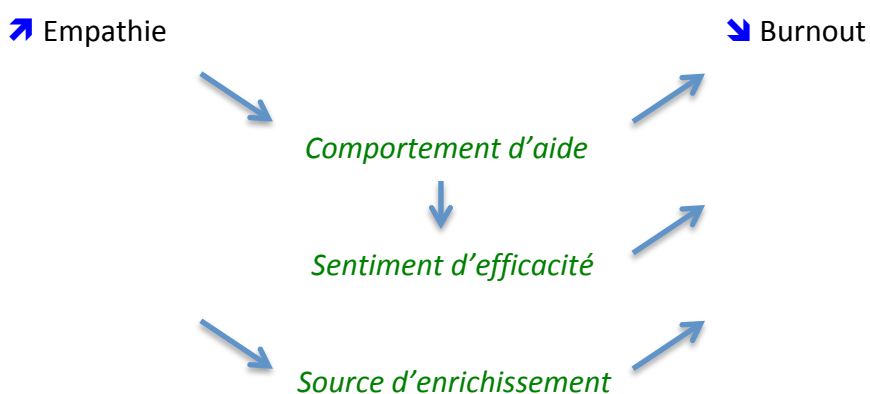 Empathie
Burnout
Comportement d’aide
Sentiment d’efficacité
Source d’enrichissement